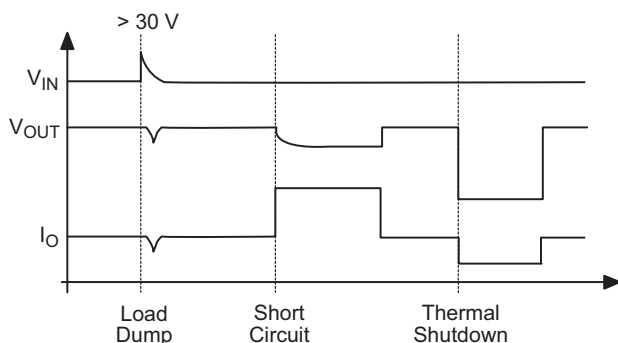 > 30 V
VIN
VOUT
IO
Load
Dump
Short
Circuit
Thermal
Shutdown